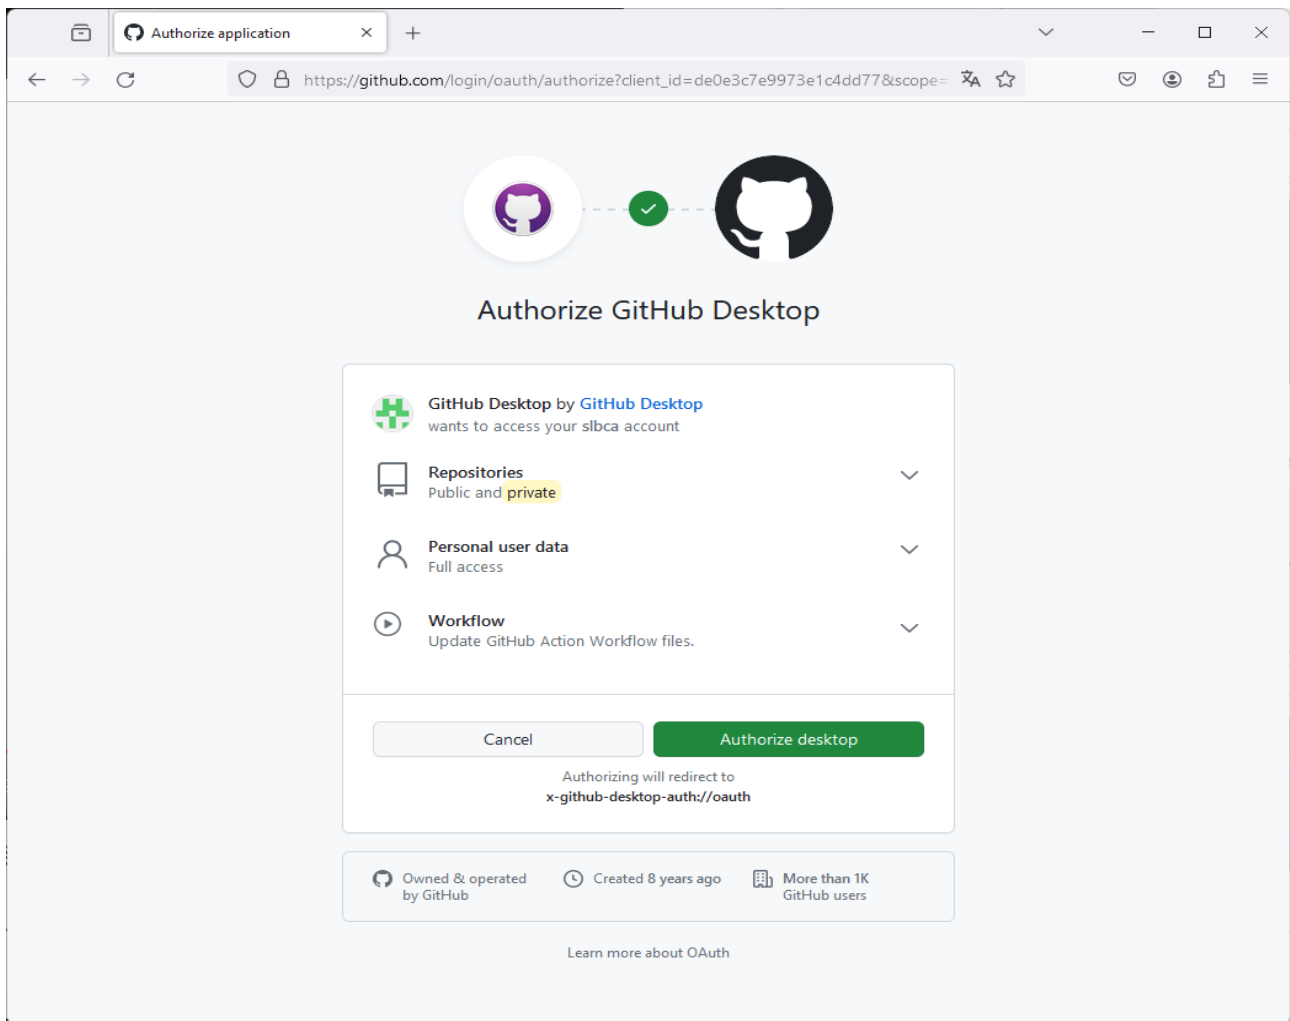 Authorize application
https://github.com/login/oauth/authorize?client_id=de0e3c7e9973e1c4dd77&scope=
Authorize GitHub Desktop
GitHub Desktop by GitHub Desktop
wants to access your slbca account
Repositories
Public and private
Personal user data
Full access
Workflow
Update GitHub Action Workflow files.
Cancel
Authorize desktop
Authorizing will redirect to
x-github-desktop-auth://oauth
Owned & operated
by GitHub
Created 8 years ago
More than 1K
GitHub users
Learn more about OAuth